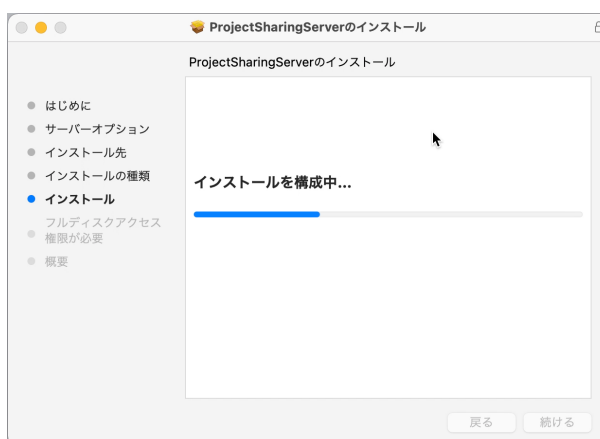 ProjectSharingServerのインストール
ProjectSharingServerのインストール
はじめに
サーバーオプション
インストール先
インストールの種類
インストール
フルディスクアクセス
権限が必要
概要
インストールを構成中...
戻る
続ける